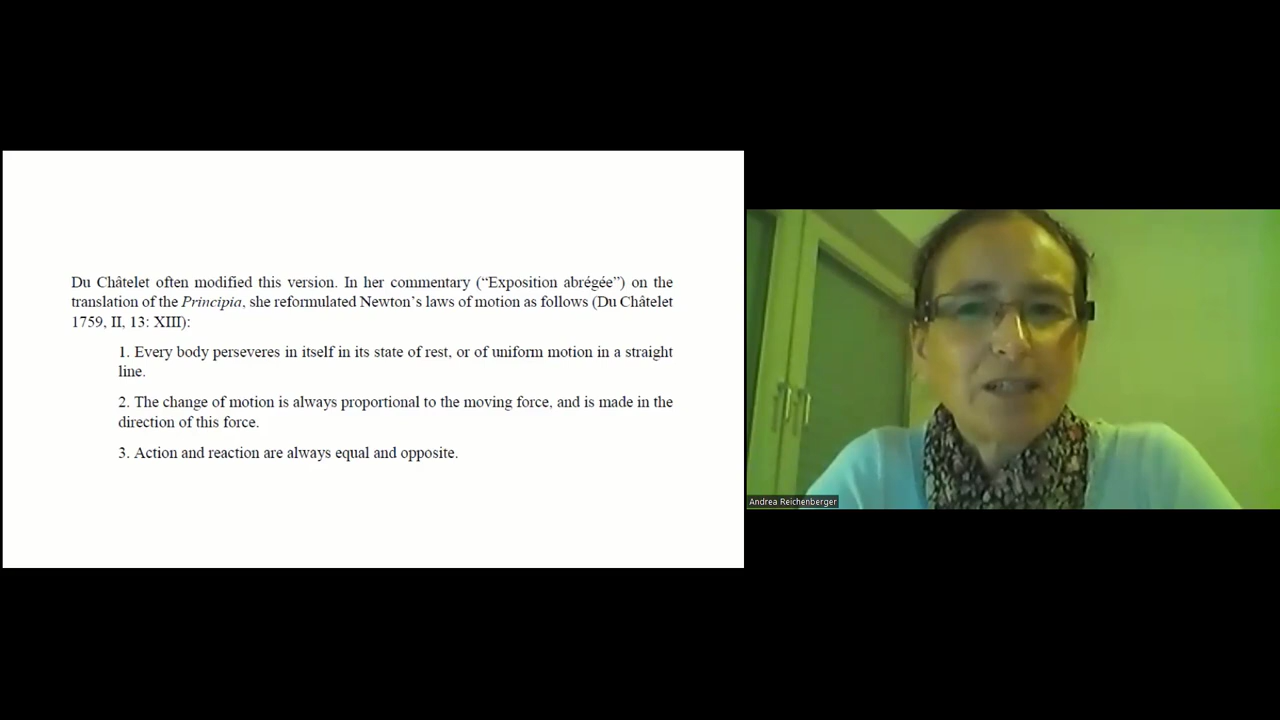 Du Châtelet often modified this version. In her commentary (“Exposition abrégée”) on the
translation of the Principia, she reformulated Newton’s laws of motion as follows (Du Châtelet
1759, II, 13: XIII):
1. Every body perseveres in itself in its state of rest, or of uniform motion in a straight
line.
2. The change of motion is always proportional to the moving force, and is made in the
direction of this force.
3. Action and reaction are always equal and opposite.
Andrea Reichenberger